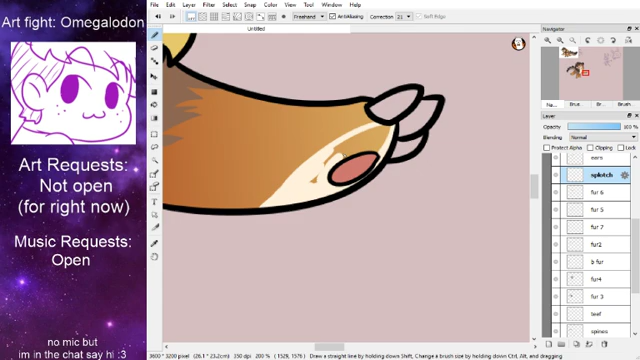 Art fight: Omegalodon
Art Requests:
Not open
(for right now)
Music Requests:
Open
no mic but
im in the chat say hi :3
File Edit Layer Filter Select View Window Help
Freehand
Antialiasing
Correction
21
Soft Edge
Untitled
Navigator
Layer
Opacity
100 %
Blending
Normal
Protect Alpha
Clipping
Lock
ears
splotch
fur 6
fur 5
fur 7
fur2
b fur
fur4
fur 3
teef
spines
Draw a straight line by holding down Shift, Change a brush size by holding down Ctrl, Alt, and dragging